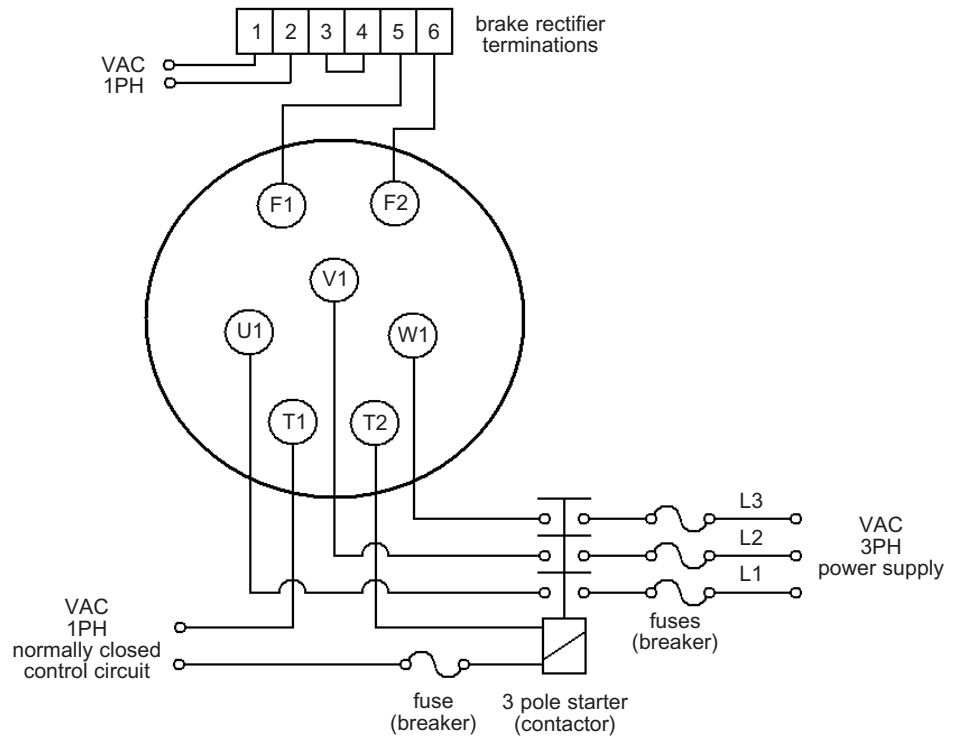 1 2 3 4 5 6
brake rectifier
terminations
VAC
1PH
F1
F2
V1
U1
W1
T1
T2
L3
L2
L1
VAC
3PH
power supply
VAC
1PH
normally closed
control circuit
fuses
(breaker)
fuse
(breaker)
3 pole starter
(contactor)